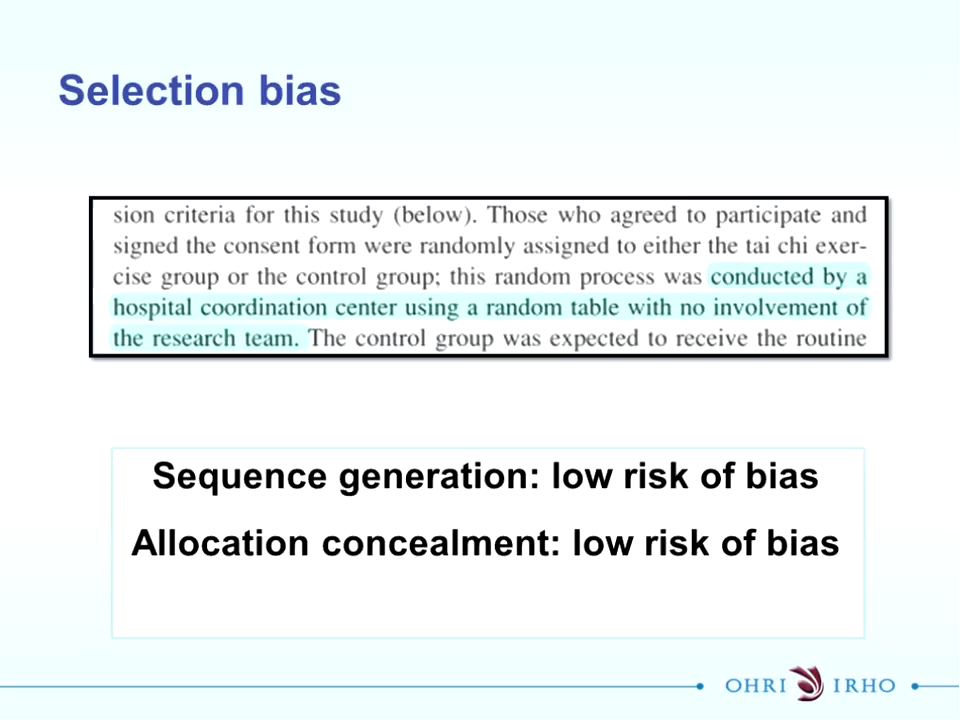 Selection bias
sion criteria for this study (below). Those who agreed to participate and
signed the consent form were randomly assigned to either the tai chi exer-
cise group or the control group; this random process was conducted by a
hospital coordination center using a random table with no involvement of
the research team. The control group was expected to receive the routine
Sequence generation: low risk of bias
Allocation concealment: low risk of bias
OHRI IRHO